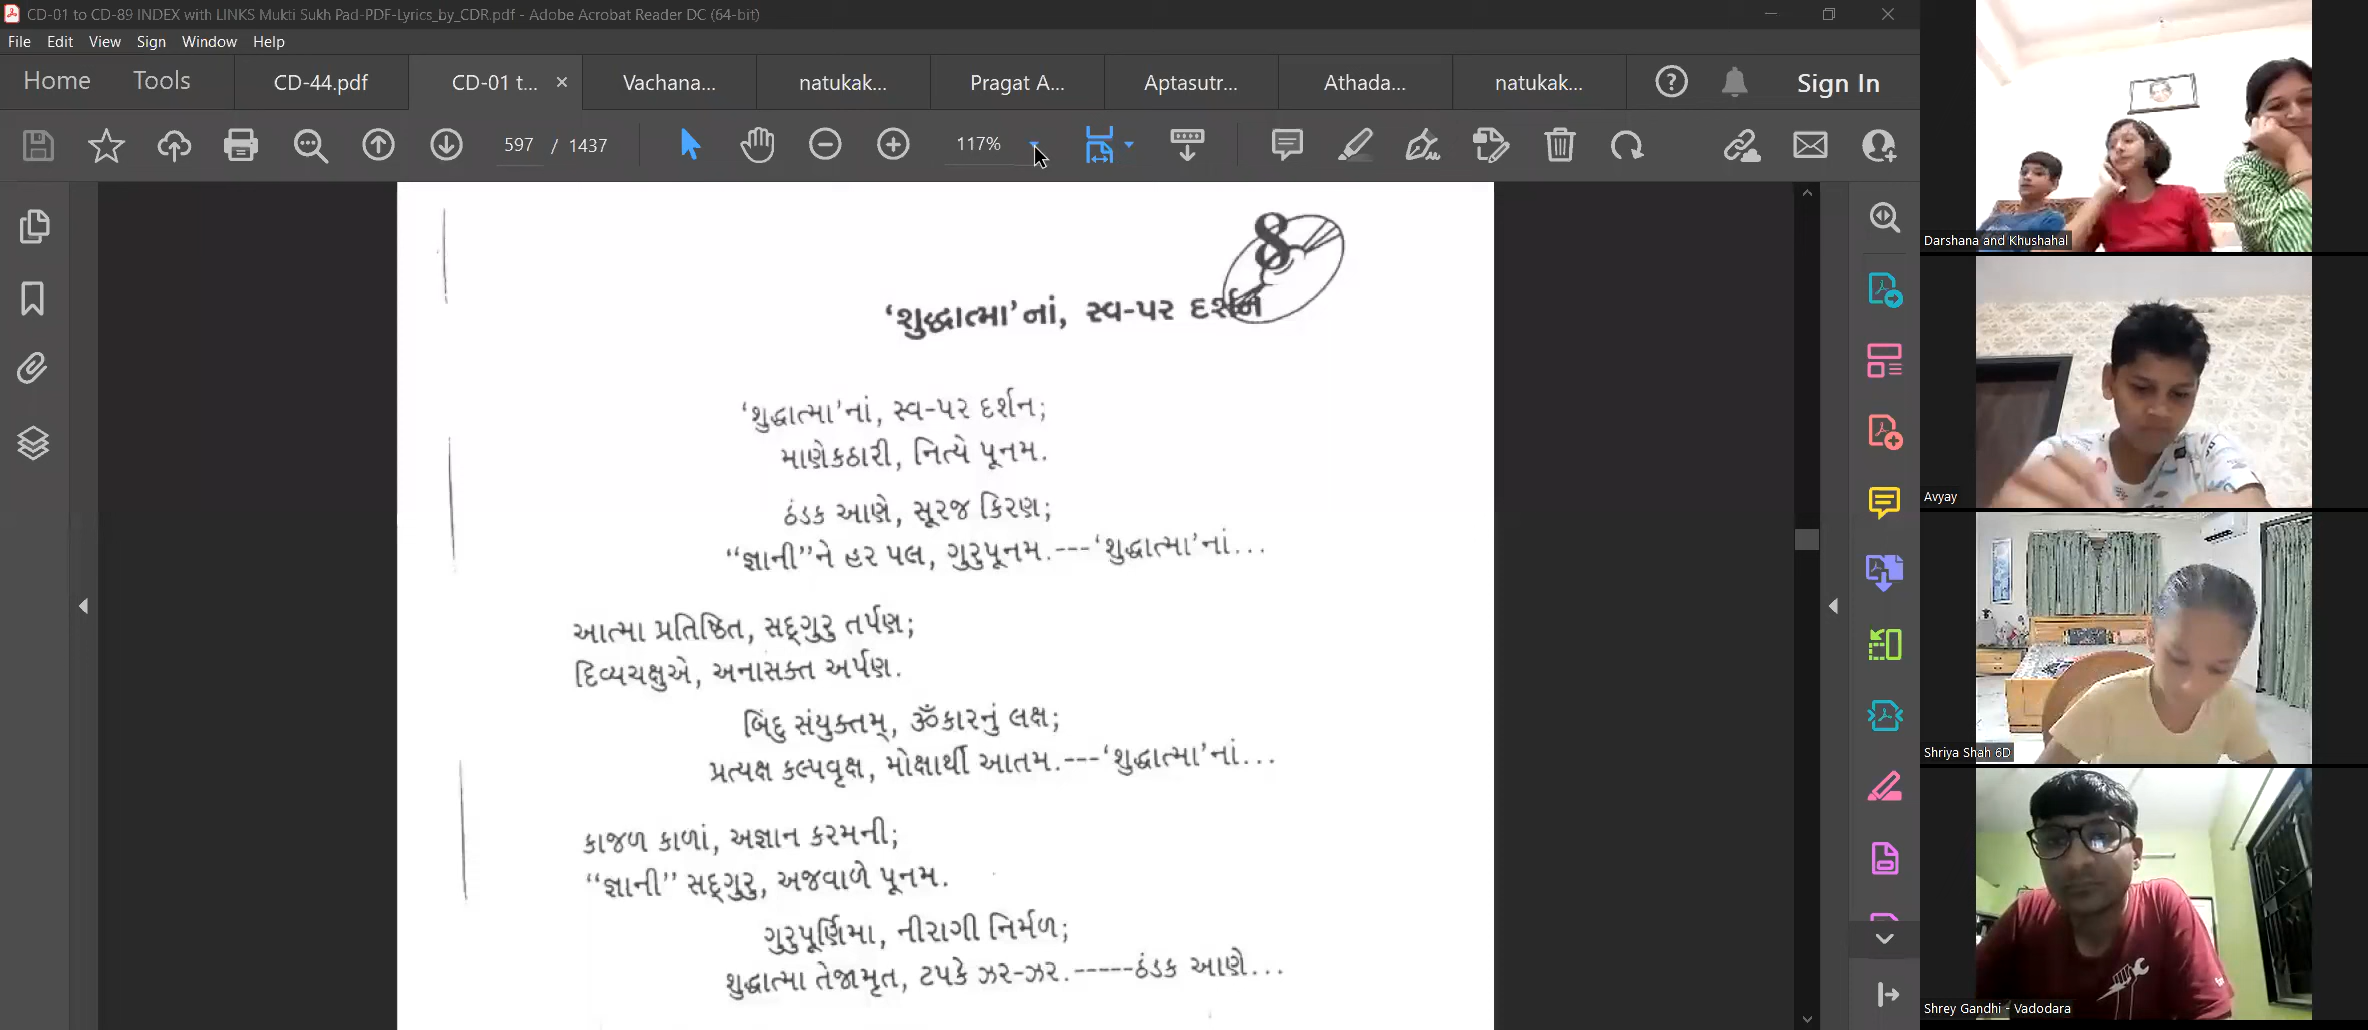 CD-01 to CD-89 INDEX with LINKS Mukti Sukh Pad-PDF-Lyrics_by_CDR.pdf - Adobe Acrobat Reader DC (64-bit)
File Edit View Sign Window Help
Home Tools CD-44.pdf CD-01 t... Vachana... natukak... Pragat A... Aptasutr... Athada... natukak... Sign In
597 / 1437 117%
8
‘શુદ્ધાત્મા’નાં, સ્વ-પર દર્શન
‘શુદ્ધાત્મા’નાં, સ્વ-પર દર્શન;
માણેકઠારી, નિત્યે પૂનમ.
ઠંડક આણે, સૂરજ કિરણ;
“જ્ઞાની”ને હર પલ, ગુરુપૂનમ.---‘શુદ્ધાત્મા’નાં...
આત્મા પ્રતિષ્ઠિત, સદ્ગુરુ તર્પણ;
દિવ્યચક્ષુએ, અનાસક્ત અર્પણ.
બિંદુ સંયુક્તમ્, ૐકારનું લક્ષ;
પ્રત્યક્ષ કલ્પવૃક્ષ, મોક્ષાર્થી આતમ.---‘શુદ્ધાત્મા’નાં...
કાજળ કાળાં, અજ્ઞાન કરમની;
“જ્ઞાની” સદ્ગુરુ, અજવાળે પૂનમ.
ગુરુપૂર્ણિમા, નીરાગી નિર્મળ;
શુદ્ધાત્મા તેજામૃત, ટપકે ઝર-ઝર.-----ઠંડક આણે...
Darshana and Khushahal
Avyay
Shriya Shah 6D
Shrey Gandhi - Vadodara